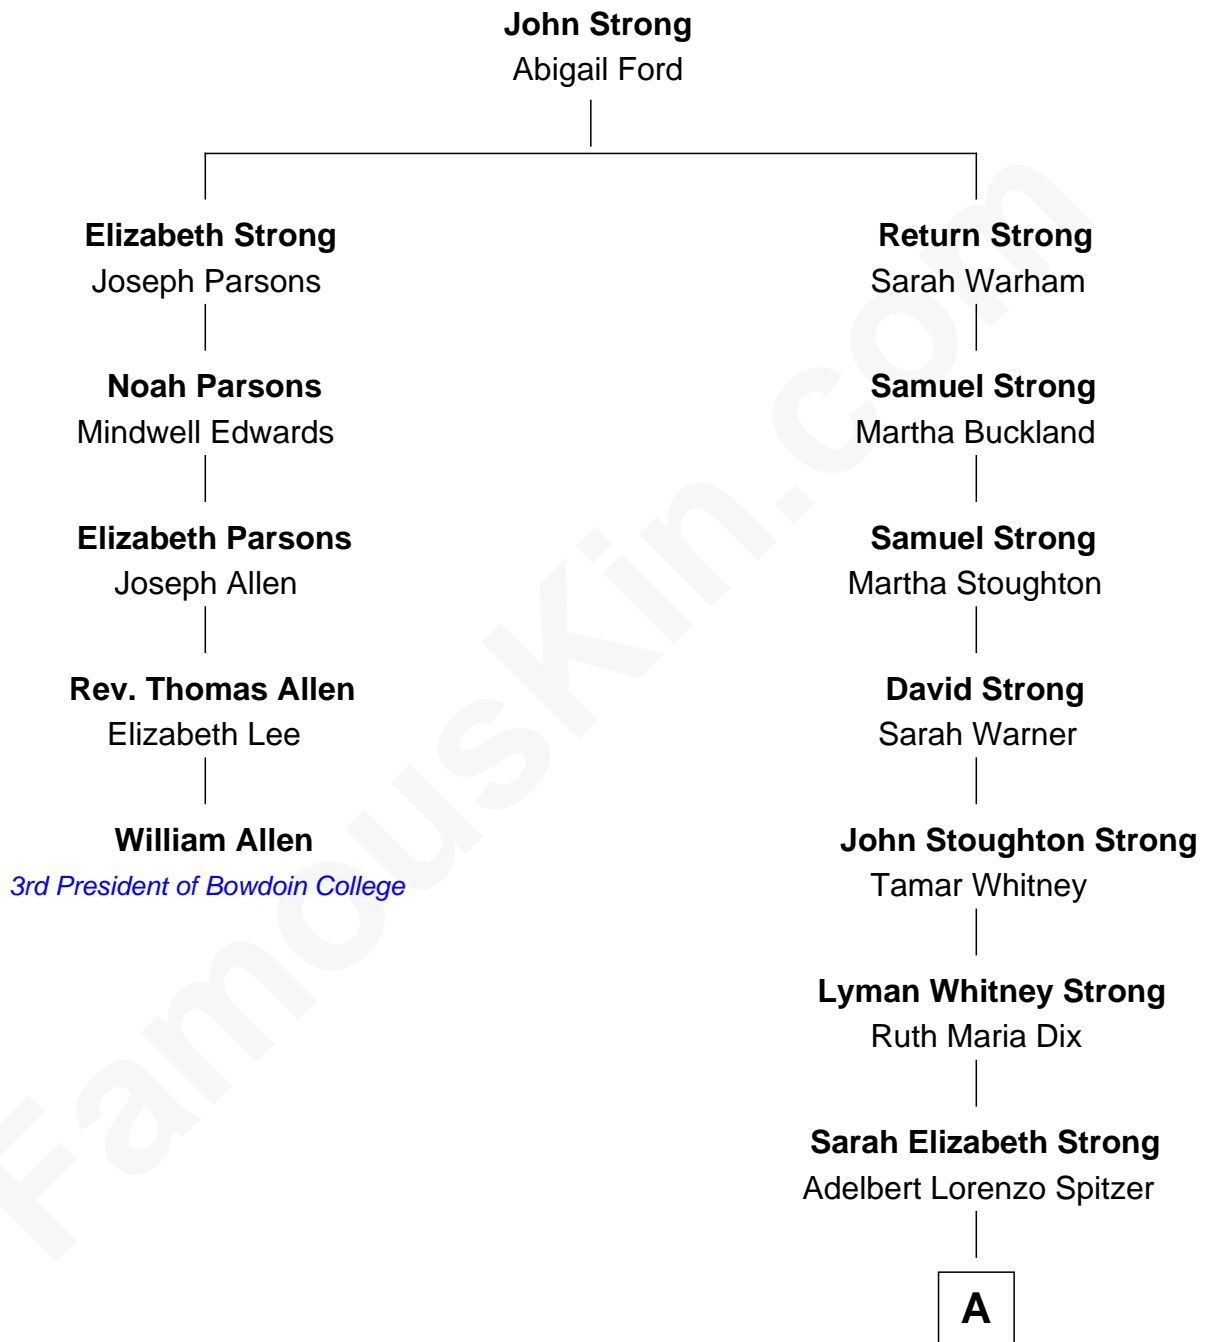 John Strong
Abigail Ford
Elizabeth Strong
Joseph Parsons
Noah Parsons
Mindwell Edwards
Elizabeth Parsons
Joseph Allen
Rev. Thomas Allen
Elizabeth Lee
William Allen
3rd President of Bowdoin College
Return Strong
Sarah Warham
Samuel Strong
Martha Buckland
Samuel Strong
Martha Stoughton
David Strong
Sarah Warner
John Stoughton Strong
Tamar Whitney
Lyman Whitney Strong
Ruth Maria Dix
Sarah Elizabeth Strong
Adelbert Lorenzo Spitzer
A
FamousKin.com